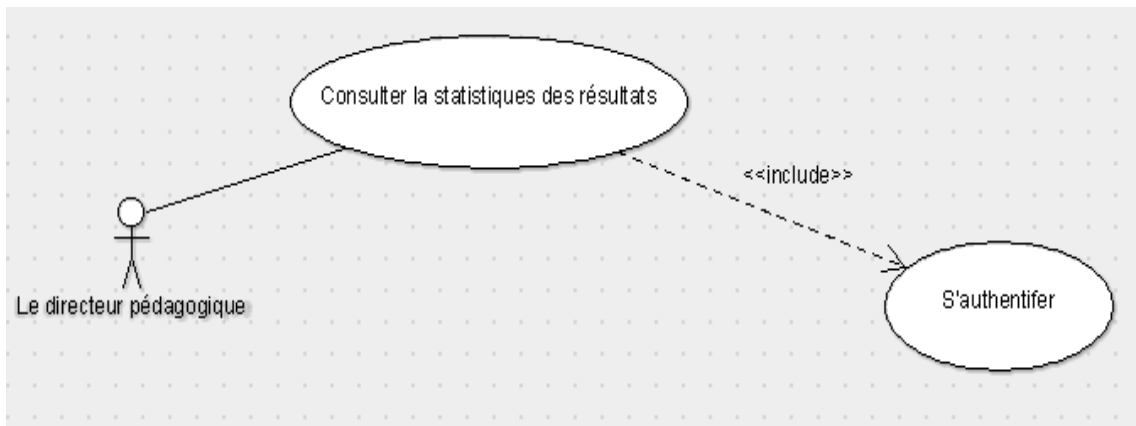 Consulter la statistiques des résultats
<<include>>
S'authentifer
Le directeur pédagogique